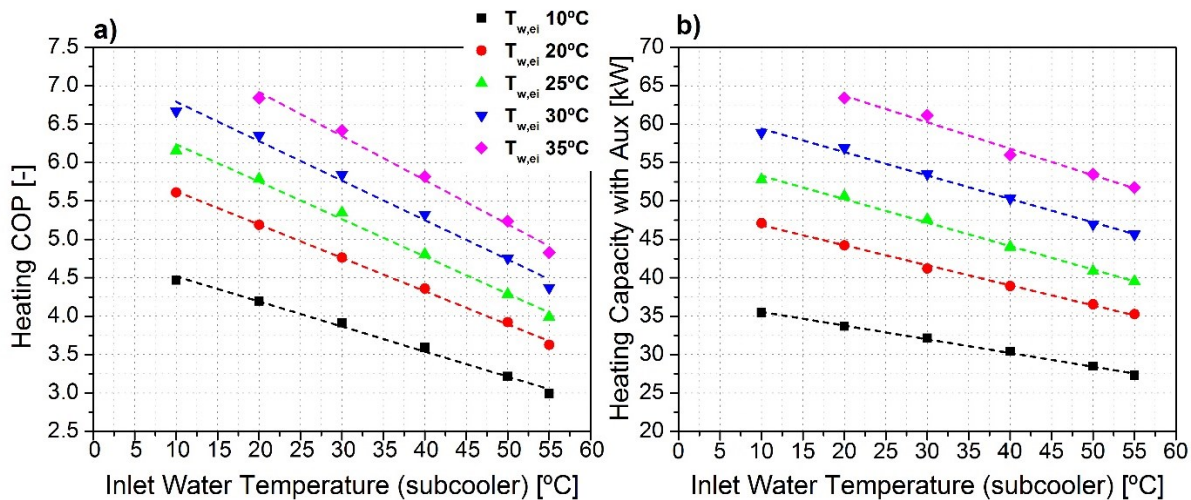 a)
T_w,ei 10ºC
T_w,ei 20ºC
T_w,ei 25ºC
T_w,ei 30ºC
T_w,ei 35ºC
Heating COP [-]
7.5
7.0
6.5
6.0
5.5
5.0
4.5
4.0
3.5
3.0
2.5
0 5 10 15 20 25 30 35 40 45 50 55 60
Inlet Water Temperature (subcooler) [ºC]
b)
Heating Capacity with Aux [kW]
70
65
60
55
50
45
40
35
30
25
20
0 5 10 15 20 25 30 35 40 45 50 55 60
Inlet Water Temperature (subcooler) [ºC]